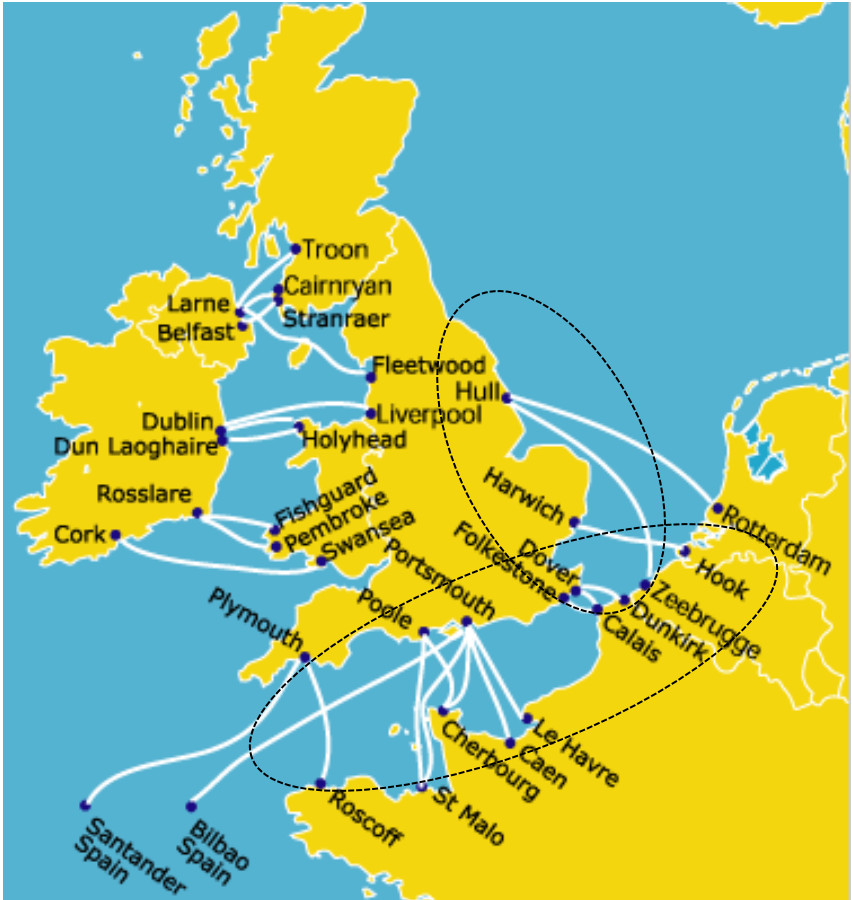 Troon
Cairnryan
Larne
Stranraer
Belfast
Fleetwood
Hull
Liverpool
Dublin
Holyhead
Dun Laoghaire
Rosslare
Fishguard
Pembroke
Swansea
Cork
Harwich
Rotterdam
Hook
Folkestone
Dover
Zeebrugge
Dunkirk
Calais
Portsmouth
Poole
Plymouth
Le Havre
Caen
Cherbourg
St Malo
Roscoff
Santander
Spain
Bilbao
Spain